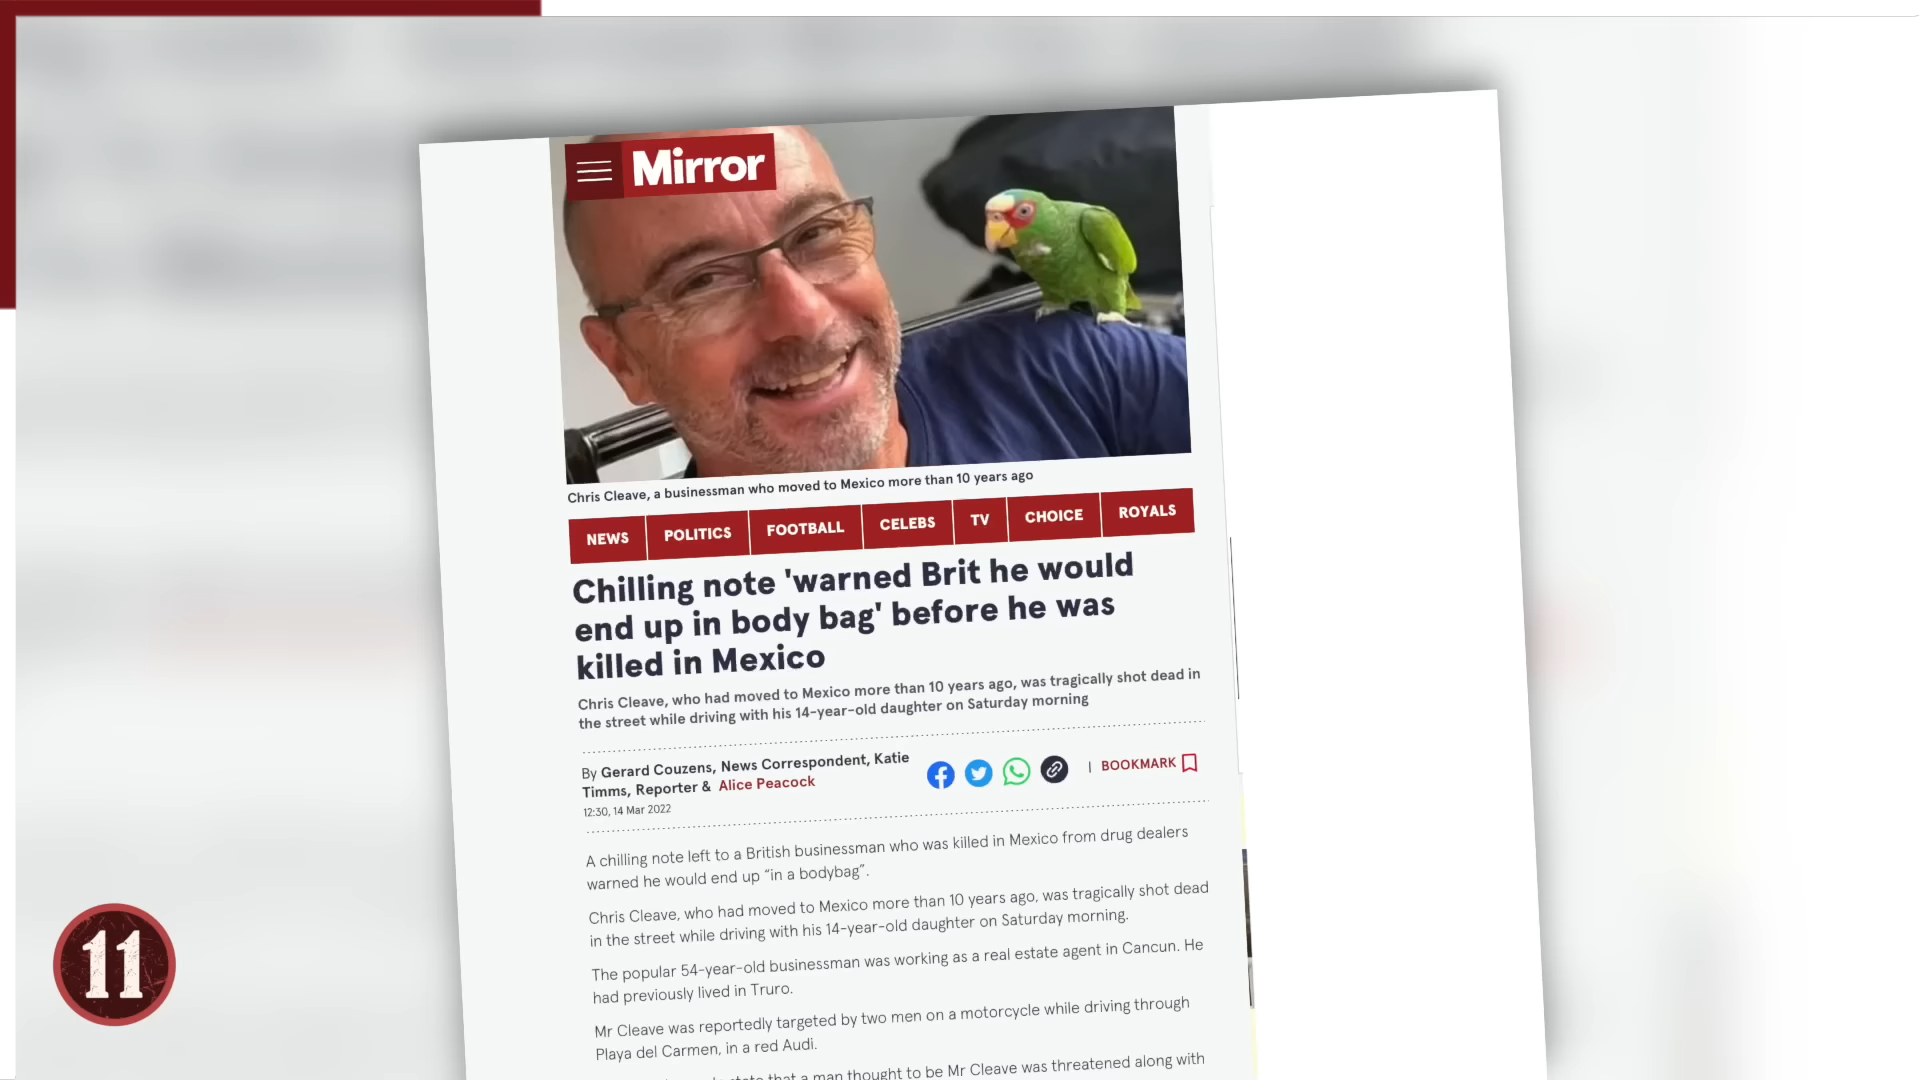 Mirror
Chris Cleave, a businessman who moved to Mexico more than 10 years ago
NEWS POLITICS FOOTBALL CELEBS TV CHOICE ROYALS
Chilling note 'warned Brit he would
end up in body bag' before he was
killed in Mexico
Chris Cleave, who had moved to Mexico more than 10 years ago, was tragically shot dead in
the street while driving with his 14-year-old daughter on Saturday morning
By Gerard Couzens, News Correspondent, Katie
Timms, Reporter & Alice Peacock
12:30, 14 Mar 2022
| BOOKMARK
A chilling note left to a British businessman who was killed in Mexico from drug dealers
warned he would end up “in a bodybag”.
Chris Cleave, who had moved to Mexico more than 10 years ago, was tragically shot dead
in the street while driving with his 14-year-old daughter on Saturday morning.
The popular 54-year-old businessman was working as a real estate agent in Cancun. He
had previously lived in Truro.
Mr Cleave was reportedly targeted by two men on a motorcycle while driving through
Playa del Carmen, in a red Audi.
that a man thought to be Mr Cleave was threatened along with
11